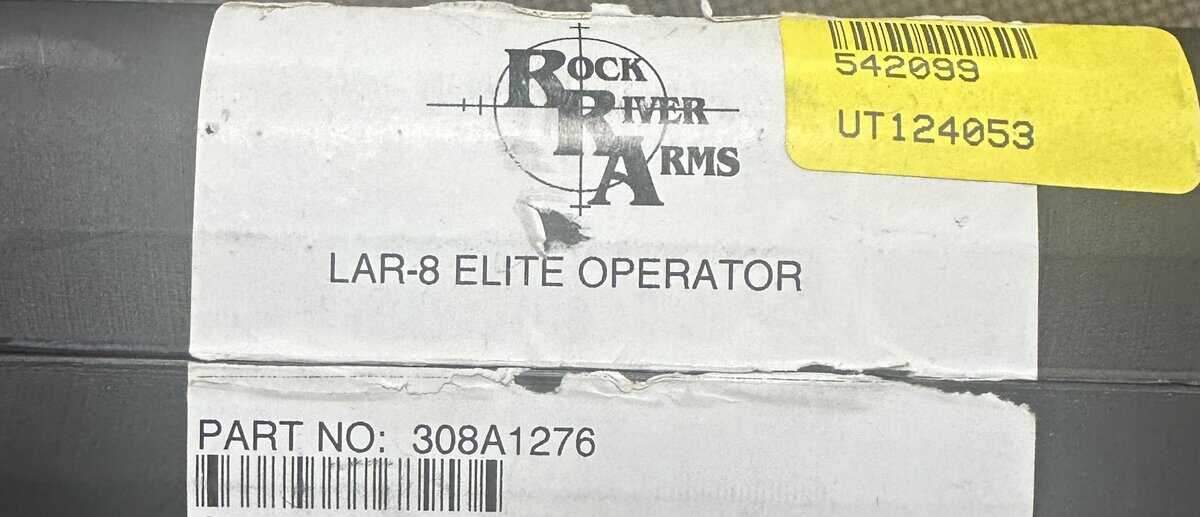 ROCK
RIVER
ARMS
542099
UT124053
LAR-8 ELITE OPERATOR
PART NO: 308A1276